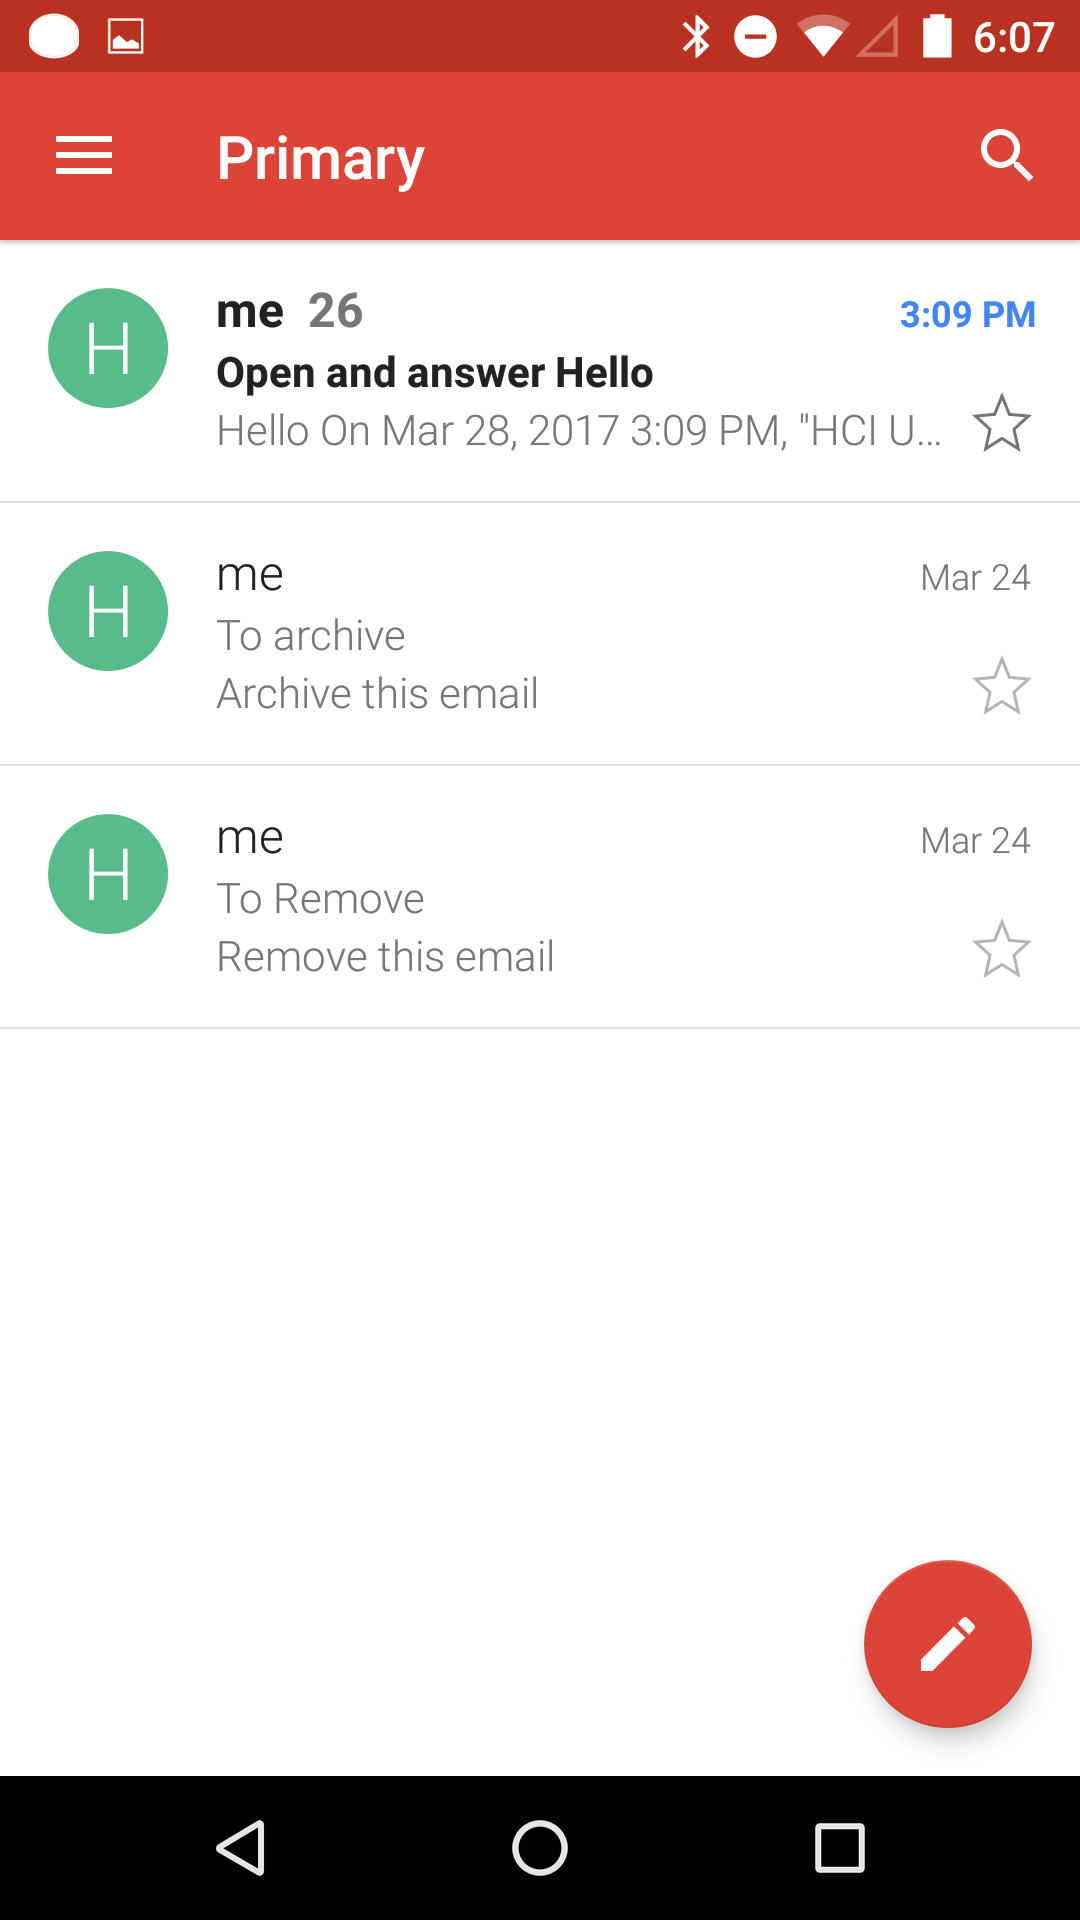 6:07
Primary
H me 26 3:09 PM
Open and answer Hello
Hello On Mar 28, 2017 3:09 PM, "HCI U...
H me Mar 24
To archive
Archive this email
H me Mar 24
To Remove
Remove this email